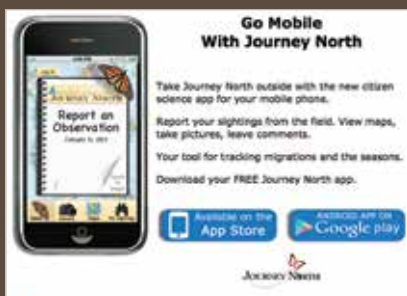 Go Mobile
With Journey North
Take Journey North outside with the new citizen
science app for your mobile phone.
Report your sightings from the field. View maps,
take pictures, leave comments.
Your tool for tracking migrations and the seasons.
Download your FREE Journey North app.
JOURNEY NORTH
Report an
Observation
Available on the
App Store
ANDROID APP ON
Google play
JOURNEY NORTH